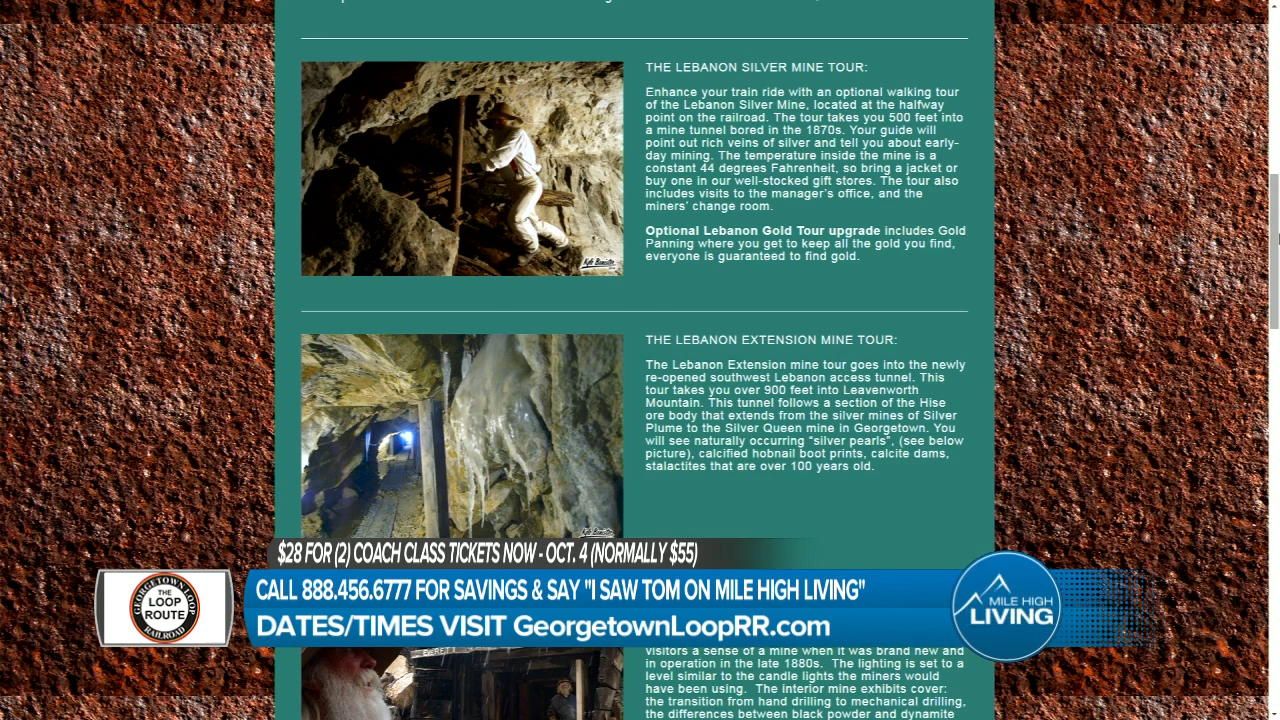 THE LEBANON SILVER MINE TOUR:
Enhance your train ride with an optional walking tour
of the Lebanon Silver Mine, located at the halfway
point on the railroad. The tour takes you 500 feet into
a mine tunnel bored in the 1870s. Your guide will
point out rich veins of silver and tell you about early-
day mining. The temperature inside the mine is a
constant 44 degrees Fahrenheit, so bring a jacket or
buy one in our well-stocked gift stores. The tour also
includes visits to the manager's office, and the
miners' change room.
Optional Lebanon Gold Tour upgrade includes Gold
Panning where you get to keep all the gold you find,
everyone is guaranteed to find gold.
THE LEBANON EXTENSION MINE TOUR:
The Lebanon Extension mine tour goes into the newly
re-opened southwest Lebanon access tunnel. This
tour takes you over 900 feet into Leavenworth
Mountain. This tunnel follows a section of the Hise
ore body that extends from the silver mines of Silver
Plume to the Silver Queen mine in Georgetown. You
will see naturally occurring "silver pearls", (see below
picture), calcified hobnail boot prints, calcite dams,
stalactites that are over 100 years old.
$28 FOR (2) COACH CLASS TICKETS NOW - OCT. 4 (NORMALLY $55)
CALL 888.456.6777 FOR SAVINGS & SAY "I SAW TOM ON MILE HIGH LIVING"
DATES/TIMES VISIT GeorgetownLoopRR.com
GEORGETOWN
THE
LOOP
ROUTE
RAILROAD
MILE HIGH
LIVING
EVERETT
visitors a sense of a mine when it was brand new and
in operation in the late 1880s. The lighting is set to a
level similar to the candle lights the miners would
have been using. The interior mine exhibits cover:
the transition from hand drilling to mechanical drilling,
the differences between black powder and dynamite